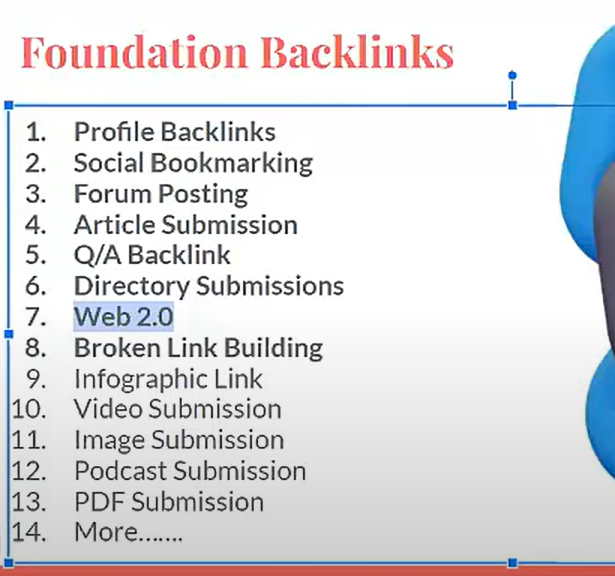 Foundation Backlinks
1. Profile Backlinks
2. Social Bookmarking
3. Forum Posting
4. Article Submission
5. Q/A Backlink
6. Directory Submissions
7. Web 2.0
8. Broken Link Building
9. Infographic Link
10. Video Submission
11. Image Submission
12. Podcast Submission
13. PDF Submission
14. More.......